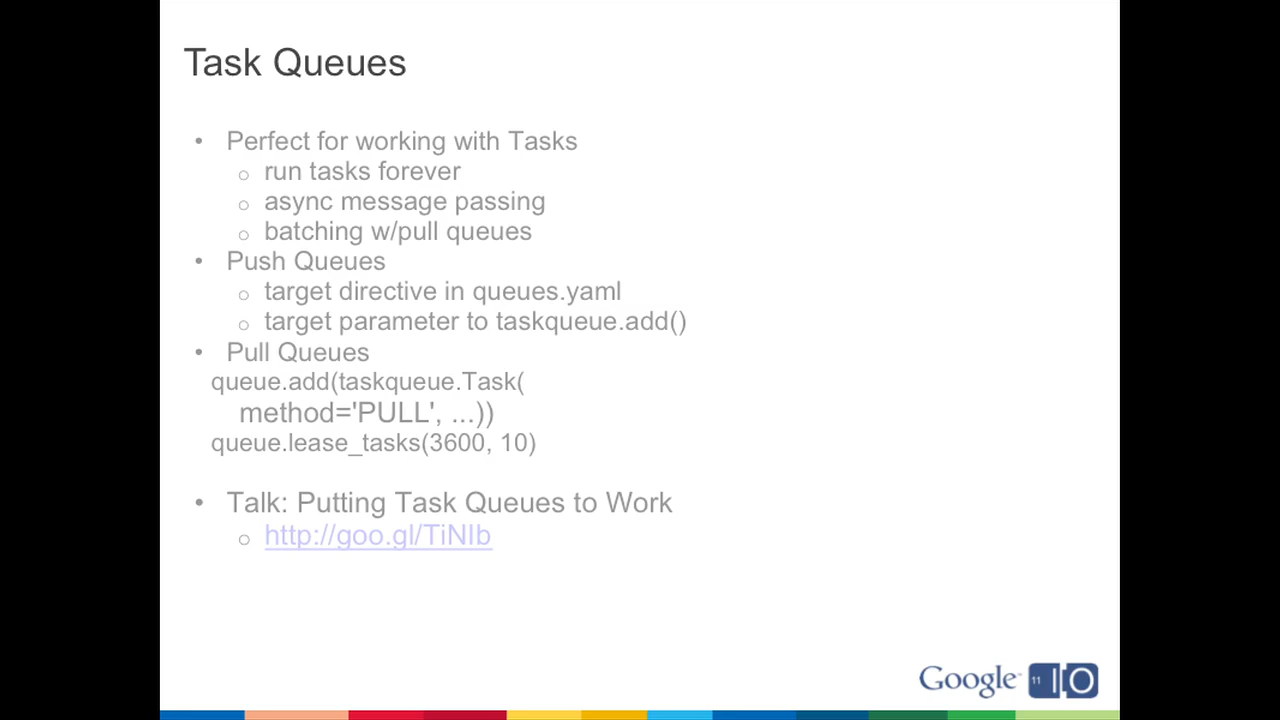 Task Queues
• Perfect for working with Tasks
o run tasks forever
o async message passing
o batching w/pull queues
• Push Queues
o target directive in queues.yaml
o target parameter to taskqueue.add()
• Pull Queues
queue.add(taskqueue.Task(
method='PULL', ...))
queue.lease_tasks(3600, 10)
• Talk: Putting Task Queues to Work
o http://goo.gl/TiNIb
Google 11 IO